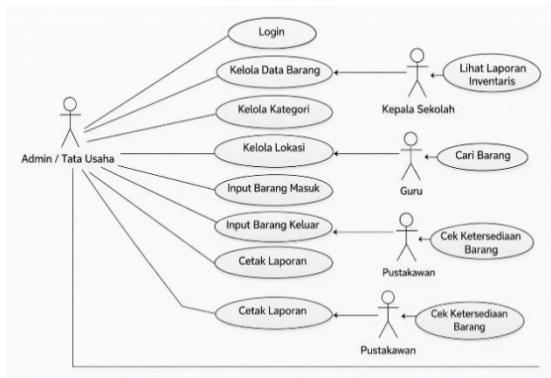 Login
Kelola Data Barang
Lihat Laporan
Inventaris
Kepala Sekolah
Kelola Kategori
Admin / Tata Usaha
Kelola Lokasi
Cari Barang
Guru
Input Barang Masuk
Input Barang Keluar
Cek Ketersediaan
Barang
Cetak Laporan
Pustakawan
Cetak Laporan
Cek Ketersediaan
Barang
Pustakawan